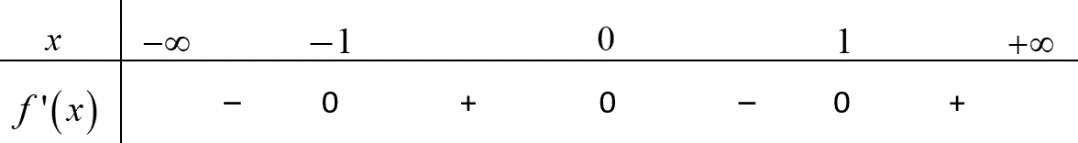 x −∞ −1 0 1 +∞
f'(x) − 0 + 0 − 0 +